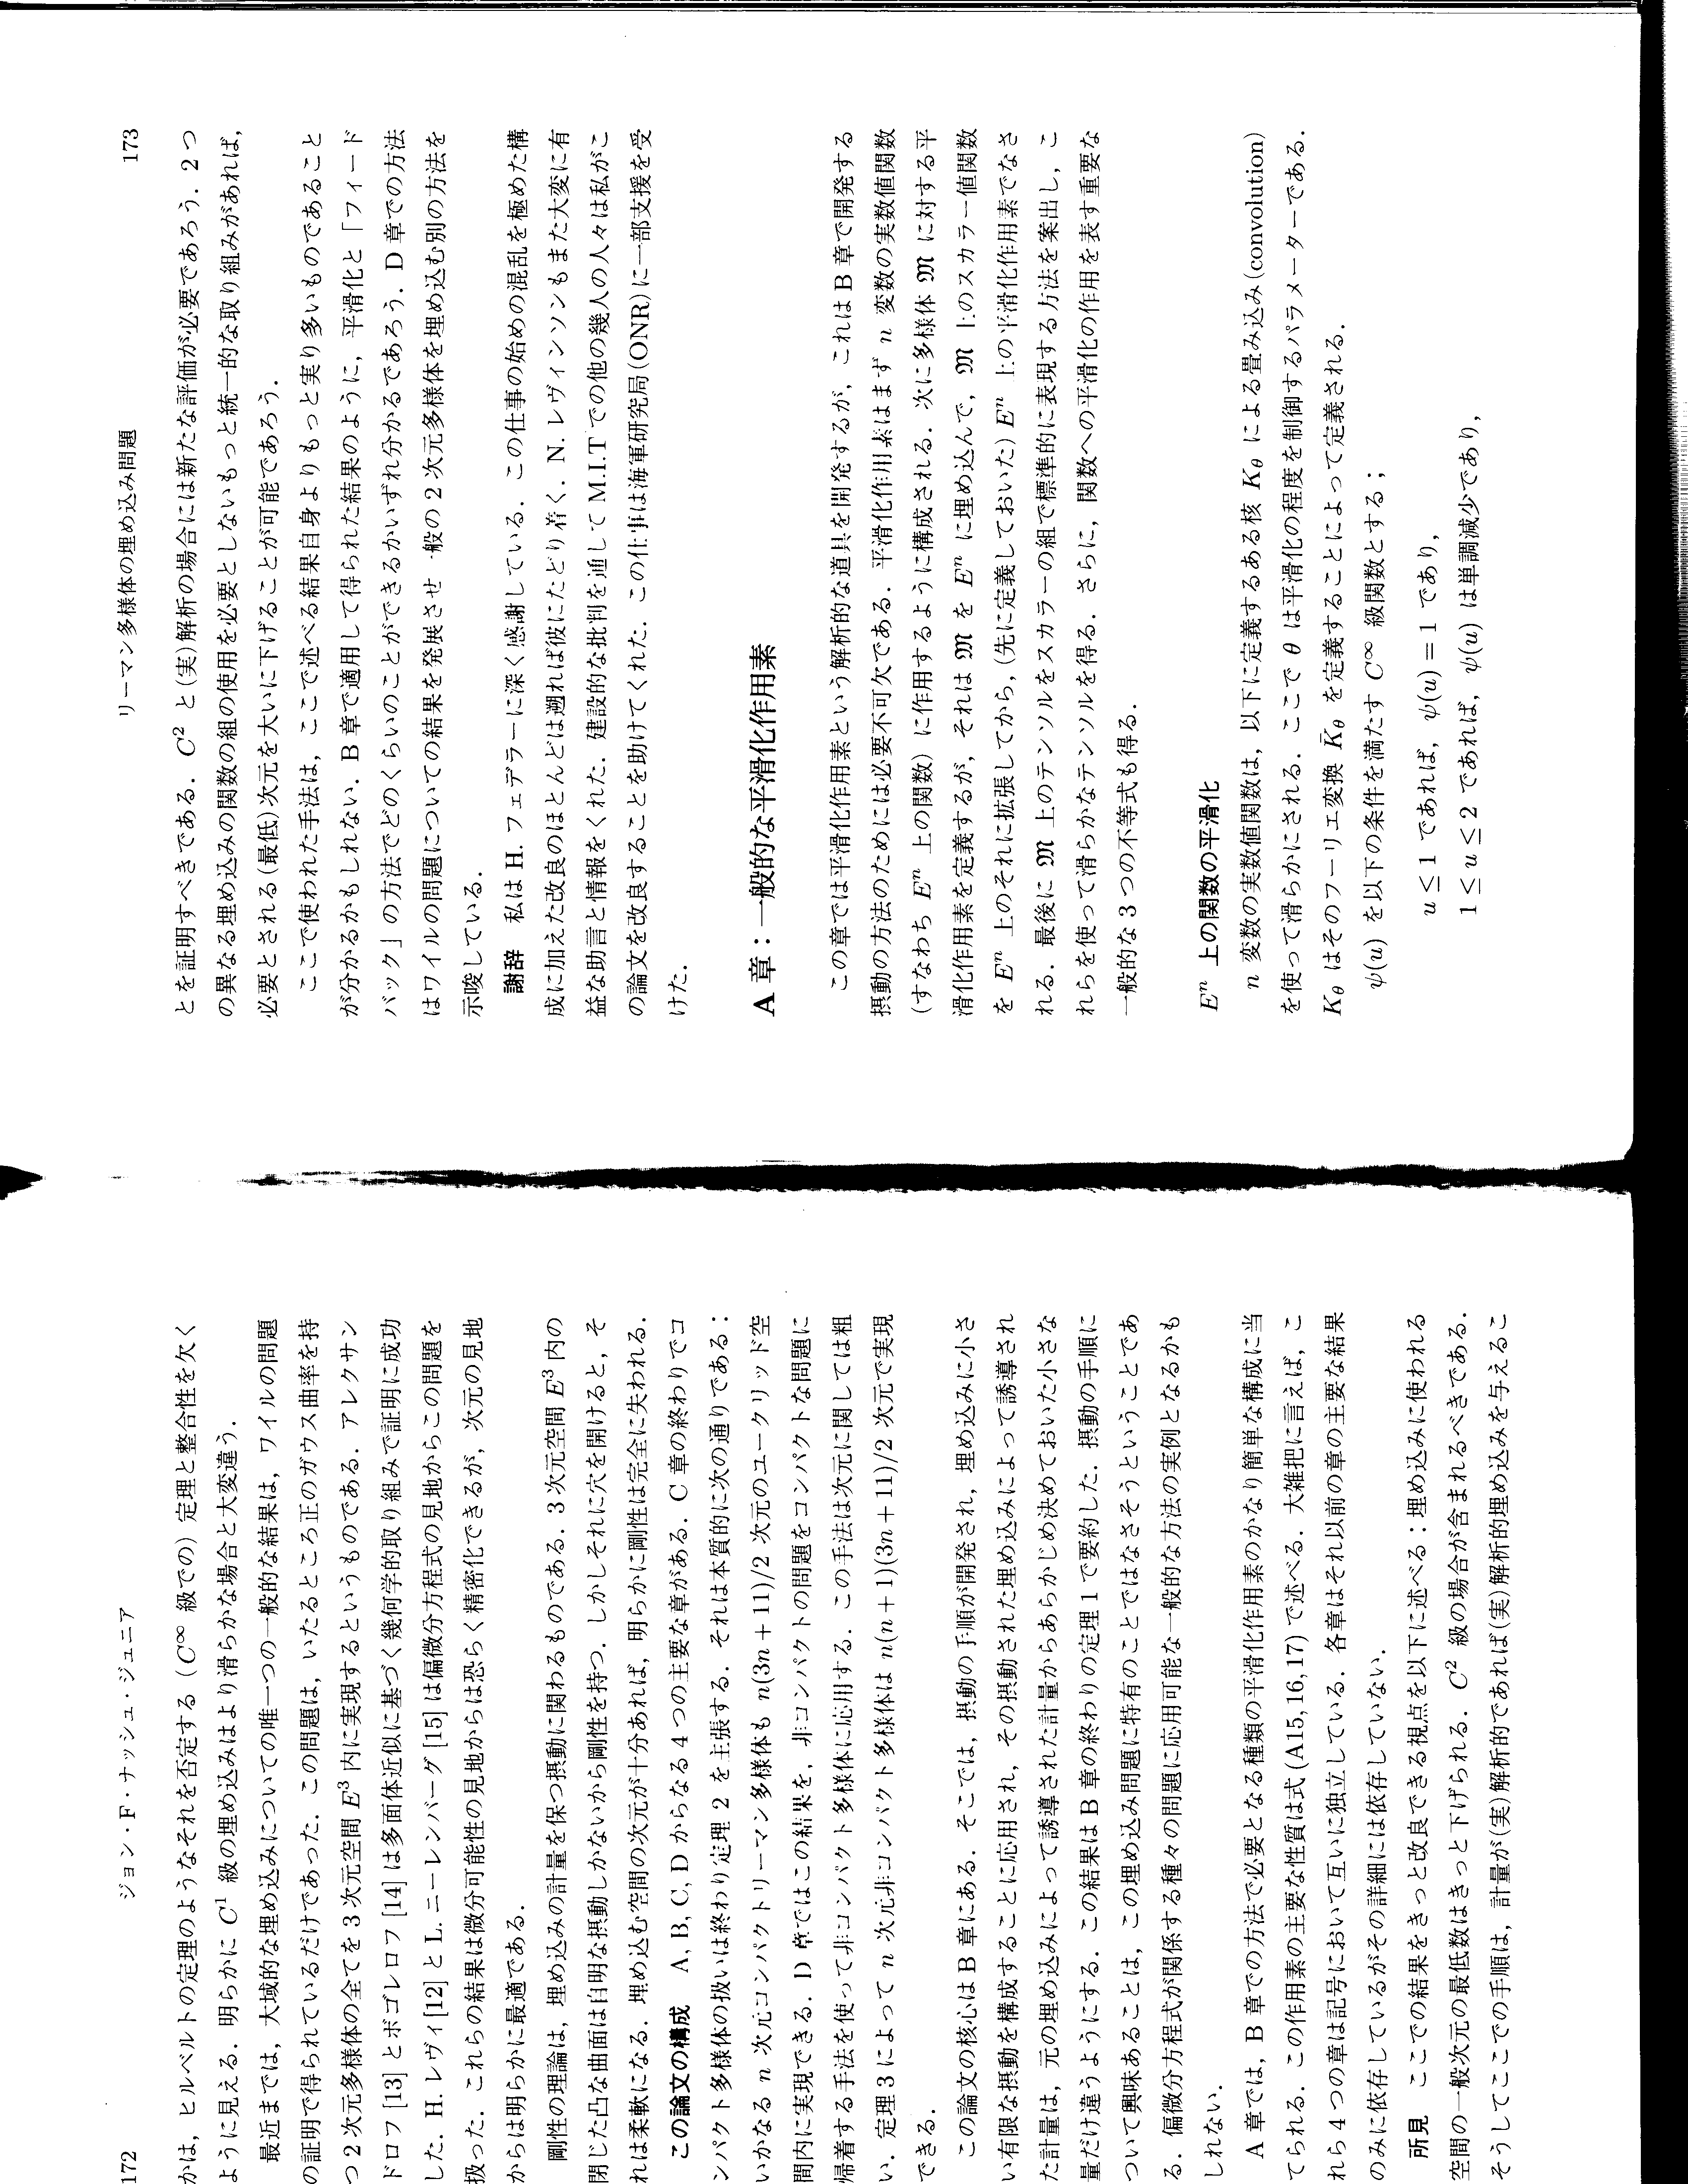 172
ジョン・F・ナッシュ・ジュニア
かは，ヒルベルトの定理のようなそれを否定する（C∞ 級での）定理と整合性を欠く
ように見える．明らかに C¹ 級の埋め込みはより滑らかな場合と大変違う．
最近までは，大域的な埋め込みについての唯一つの一般的な結果は，ワイルの問題
の証明で得られているだけであった．この問題は，いたるところ正のガウス曲率を持
つ 2 次元多様体の全てを 3 次元空間 E³ 内に実現するというものである．アレクサン
ドロフ [13] とポゴレロフ [14] は多面体近似に基づく幾何学的取り組みで証明に成功
した．H. レヴィ[12] と L. ニーレンバーグ [15] は偏微分方程式の見地からこの問題を
扱った．これらの結果は微分可能性の見地からは恐らく精密化できるが，次元の見地
からは明らかに最適である．
剛性の理論は，埋め込みの計量を保つ摂動に関わるものである．3 次元空間 E³ 内の
閉じた凸な曲面は自明な摂動しかないから剛性を持つ．しかしそれに穴を開けると，そ
れは柔軟になる．埋め込む空間の次元が十分あれば，明らかに剛性は完全に失われる．
この論文の構成　A, B, C, D からなる 4 つの主要な章がある．C 章の終わりでコ
ンパクト多様体の扱いは終わり定理 2 を主張する．それは本質的に次の通りである：
いかなる n 次元コンパクトリーマン多様体も n(3n + 11)/2 次元のユークリッド空
間内に実現できる．D 章ではこの結果を，非コンパクトの問題をコンパクトな問題に
帰着する手法を使って非コンパクト多様体に応用する．この手法は次元に関しては粗
い．定理 3 によって n 次元非コンパクト多様体は n(n + 1)(3n + 11)/2 次元で実現
できる．
この論文の核心は B 章にある．そこでは，摂動の手順が開発され，埋め込みに小さ
い有限な摂動を構成することに応用され，その摂動された埋め込みによって誘導され
た計量は，元の埋め込みによって誘導された計量からあらかじめ決めておいた小さな
量だけ違うようにする．この結果は B 章の終わりの定理 1 で要約した．摂動の手順に
ついて興味あることは，この埋め込み問題に特有のことではなさそうということであ
る．偏微分方程式が関係する種々の問題に応用可能な一般的な方法の実例となるかも
しれない．
A 章では，B 章での方法で必要となる種類の平滑化作用素のかなり簡単な構成に当
てられる．この作用素の主要な性質は式 (A15, 16, 17) で述べる．大雑把に言えば，こ
れら 4 つの章は記号において互いに独立している．各章はそれ以前の章の主要な結果
のみに依存しているがその詳細には依存していない．
所見　ここでの結果をきっと改良できる視点を以下に述べる：埋め込みに使われる
空間の一般次元の最低数はきっと下げられる．C² 級の場合が含まれるべきである．
そうしてここでの手順は，計量が(実)解析的であれば(実)解析的埋め込みを与えるこ
リーマン多様体の埋め込み問題
173
とを証明すべきである．C² と(実)解析の場合には新たな評価が必要であろう．2 つ
の異なる埋め込みの関数の組の使用を必要としないもっと統一的な取り組みがあれば，
必要とされる(最低)次元を大いに下げることが可能であろう．
ここで使われた手法は，ここで述べる結果自身よりもっと実り多いものであること
が分かるかもしれない．B 章で適用して得られた結果のように，平滑化と「フィード
バック」の方法でどのくらいのことができるかいずれ分かるであろう．D 章での方法
はワイルの問題についての結果を発展させ一般の 2 次元多様体を埋め込む別の方法を
示唆している．
謝辞　私は H. フェデラーに深く感謝している．この仕事の始めの混乱を極めた構
成に加えた改良のほとんどは遡れば彼にたどり着く．N. レヴィンソンもまた大変に有
益な助言と情報をくれた．建設的な批判を通して M.I.T での他の幾人の人々は私がこ
の論文を改良することを助けてくれた．この仕事は海軍研究局(ONR)に一部支援を受
けた．
A 章：一般的な平滑化作用素
この章では平滑化作用素という解析的な道具を開発するが，これは B 章で開発する
摂動の方法のためには必要不可欠である．平滑化作用素はまず n 変数の実数値関数
(すなわち Eⁿ 上の関数) に作用するように構成される．次に多様体 𝔐 に対する平
滑化作用素を定義するが，それは 𝔐 を Eⁿ に埋め込んで，𝔐 上のスカラー値関数
を Eⁿ 上のそれに拡張してから，(先に定義しておいた) Eⁿ 上の平滑化作用素でなさ
れる．最後に 𝔐 上のテンソルをスカラーの組で標準的に表現する方法を案出し，こ
れらを使って滑らかなテンソルを得る．さらに，関数への平滑化の作用を表す重要な
一般的な 3 つの不等式も得る．
Eⁿ 上の関数の平滑化
n 変数の実数値関数は，以下に定義するある核 K_θ による畳み込み(convolution)
を使って滑らかにされる．ここで θ は平滑化の程度を制御するパラメーターである．
K_θ はそのフーリエ変換 K̄_θ を定義することによって定義される．
ψ(u) を以下の条件を満たす C∞ 級関数とする；
u ≤ 1 であれば，ψ(u) = 1 であり，
1 ≤ u ≤ 2 であれば，ψ(u) は単調減少であり，